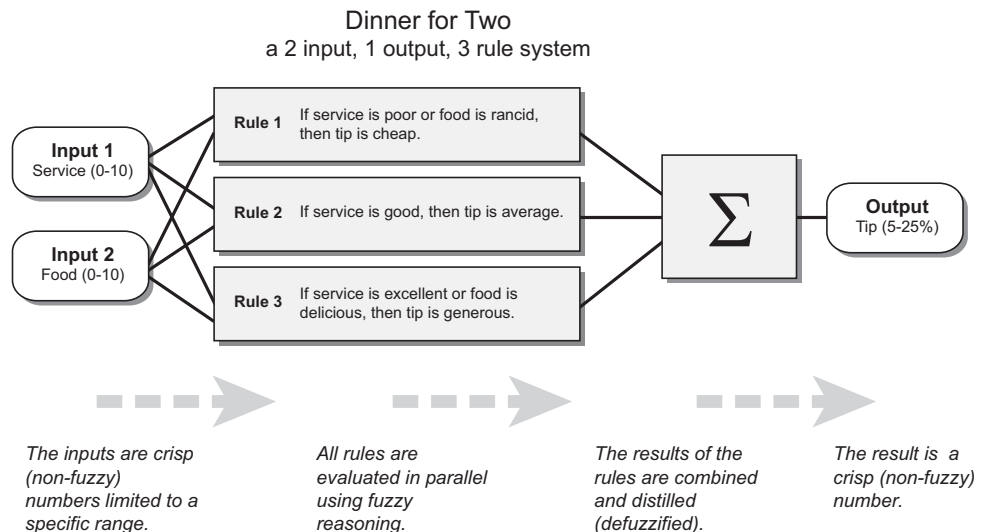 Dinner for Two
a 2 input, 1 output, 3 rule system
Input 1
Service (0-10)
Input 2
Food (0-10)
Rule 1
If service is poor or food is rancid,
then tip is cheap.
Rule 2
If service is good, then tip is average.
Rule 3
If service is excellent or food is
delicious, then tip is generous.
Σ
Output
Tip (5-25%)
The inputs are crisp
(non-fuzzy)
numbers limited to a
specific range.
All rules are
evaluated in parallel
using fuzzy
reasoning.
The results of the
rules are combined
and distilled
(defuzzified).
The result is a
crisp (non-fuzzy)
number.